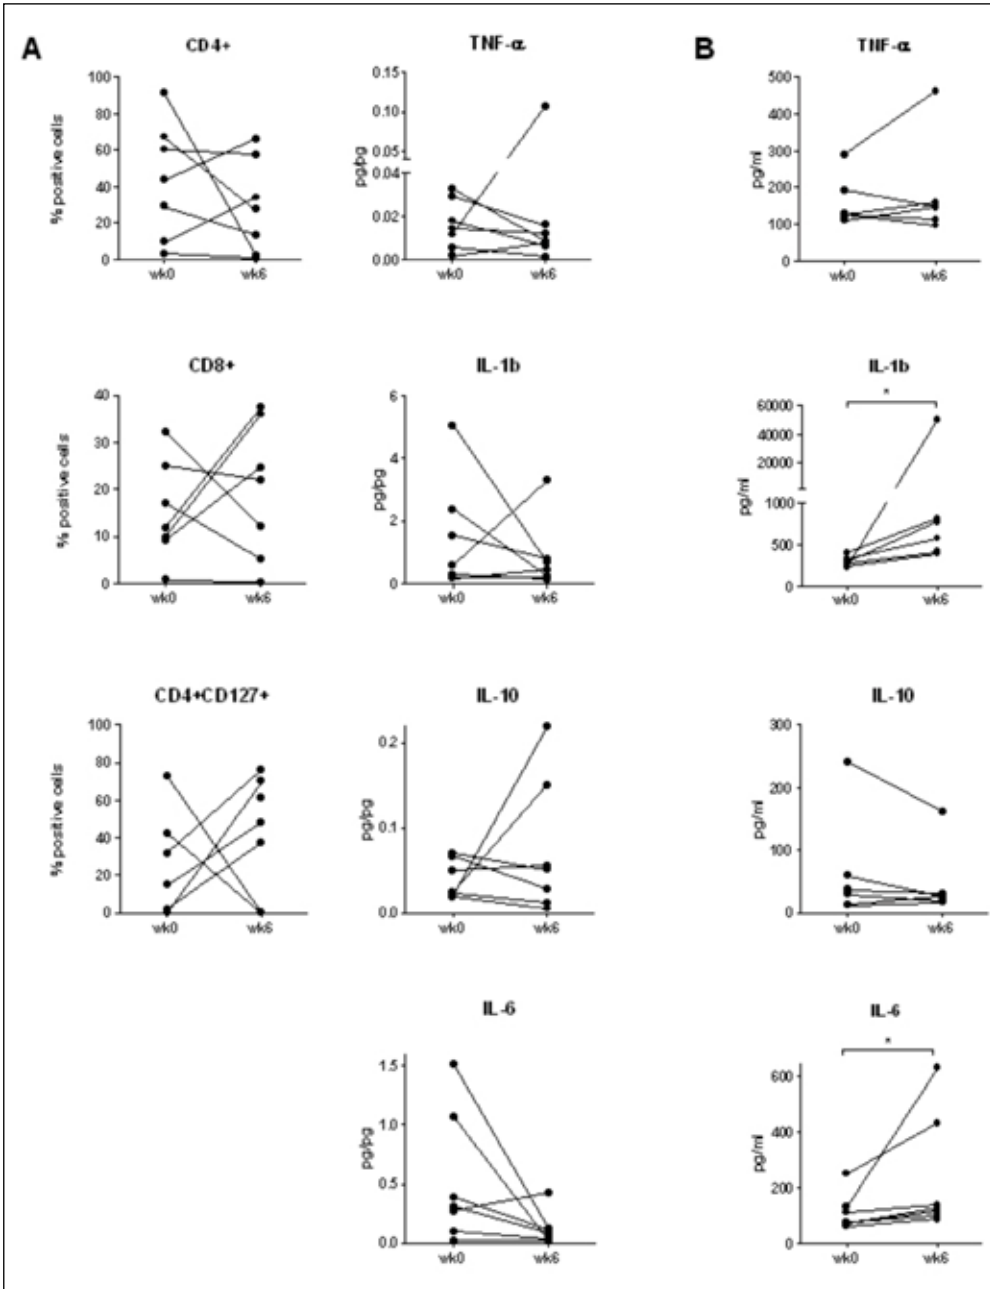 A
CD4+
TNF-α
B
TNF-α
% positive cells
100
80
60
40
20
0
wk0
wk6
pg/pg
0.15
0.10
0.05
0.04
0.02
0.00
wk0
wk6
pg/ml
500
400
300
200
100
0
wk0
wk6
CD8+
IL-1b
IL-1b
% positive cells
40
30
20
10
0
wk0
wk6
pg/pg
6
4
2
0
wk0
wk6
*
pg/ml
60000
40000
20000
1000
500
0
wk0
wk6
CD4+CD127+
IL-10
IL-10
% positive cells
100
80
60
40
20
0
wk0
wk6
pg/pg
0.2
0.1
0.0
wk0
wk6
pg/ml
300
200
100
0
wk0
wk6
IL-6
IL-6
pg/pg
1.5
1.0
0.5
0.0
wk0
wk6
*
pg/ml
600
400
200
0
wk0
wk6